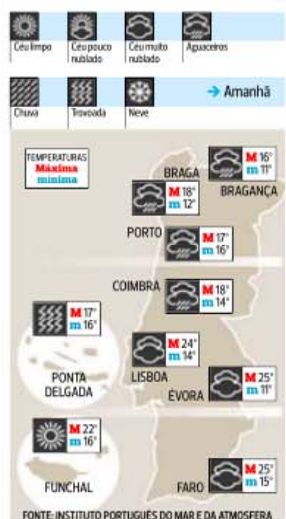 Céu limpo
Céu pouco nublado
Céu muito nublado
Aguaceiros
Chuva
Trovoada
Neve
→ Amanhã
TEMPERATURAS
Máxima
mínima
BRAGA
M 18°
m 12°
M 16°
m 11°
BRAGANÇA
PORTO
M 17°
m 16°
COIMBRA
M 18°
m 14°
M 17°
m 16°
PONTA
DELGADA
M 24°
m 14°
LISBOA
M 25°
m 11°
ÉVORA
M 22°
m 16°
FUNCHAL
M 25°
m 15°
FARO
FONTE: INSTITUTO PORTUGUÊS DO MAR E DA ATMOSFERA